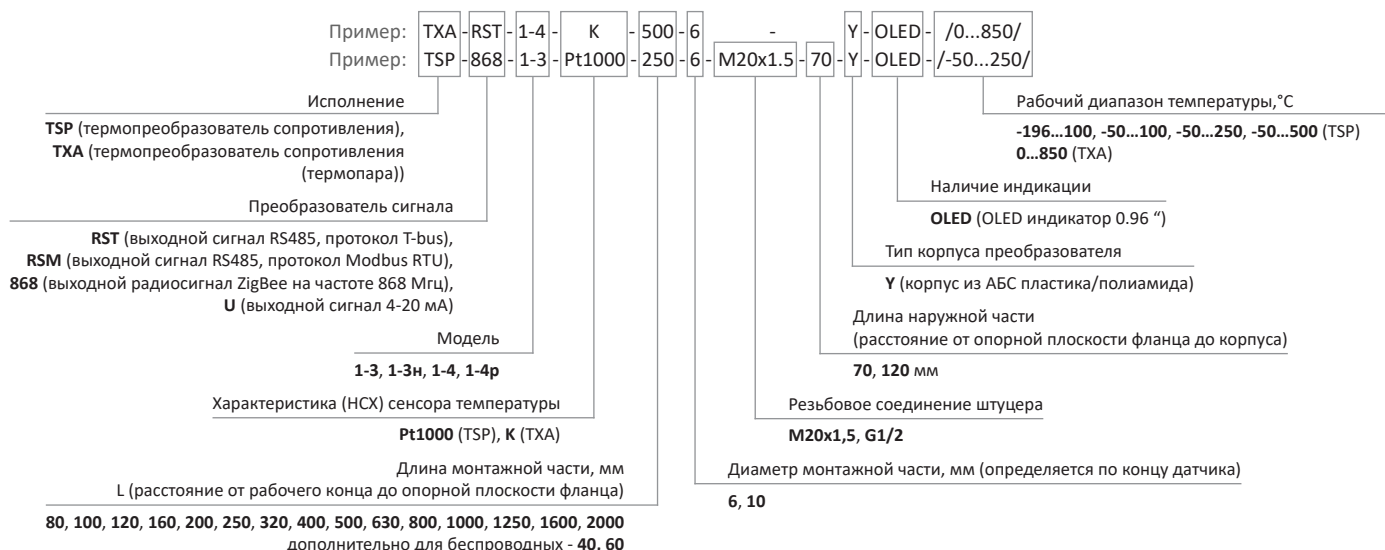 Пример: TXA - RST - 1-4 - K - 500 - 6 - Y - OLED - /0...850/
Пример: TSP - 868 - 1-3 - Pt1000 - 250 - 6 - M20x1.5 - 70 - Y - OLED - /-50...250/
Исполнение
TSP (термопреобразователь сопротивления),
TXA (термопреобразователь сопротивления
(термопара))
Преобразователь сигнала
RST (выходной сигнал RS485, протокол T-bus),
RSM (выходной сигнал RS485, протокол Modbus RTU),
868 (выходной радиосигнал ZigBee на частоте 868 Мгц),
U (выходной сигнал 4-20 мА)
Модель
1-3, 1-3н, 1-4, 1-4р
Характеристика (НСХ) сенсора температуры
Pt1000 (TSP), K (TXA)
Длина монтажной части, мм
L (расстояние от рабочего конца до опорной плоскости фланца)
80, 100, 120, 160, 200, 250, 320, 400, 500, 630, 800, 1000, 1250, 1600, 2000
дополнительно для беспроводных - 40, 60
Рабочий диапазон температуры,°C
-196...100, -50...100, -50...250, -50...500 (TSP)
0...850 (TXA)
Наличие индикации
OLED (OLED индикатор 0.96 “)
Тип корпуса преобразователя
Y (корпус из АБС пластика/полиамида)
Длина наружной части
(расстояние от опорной плоскости фланца до корпуса)
70, 120 мм
Резьбовое соединение штуцера
M20x1,5, G1/2
Диаметр монтажной части, мм (определяется по концу датчика)
6, 10